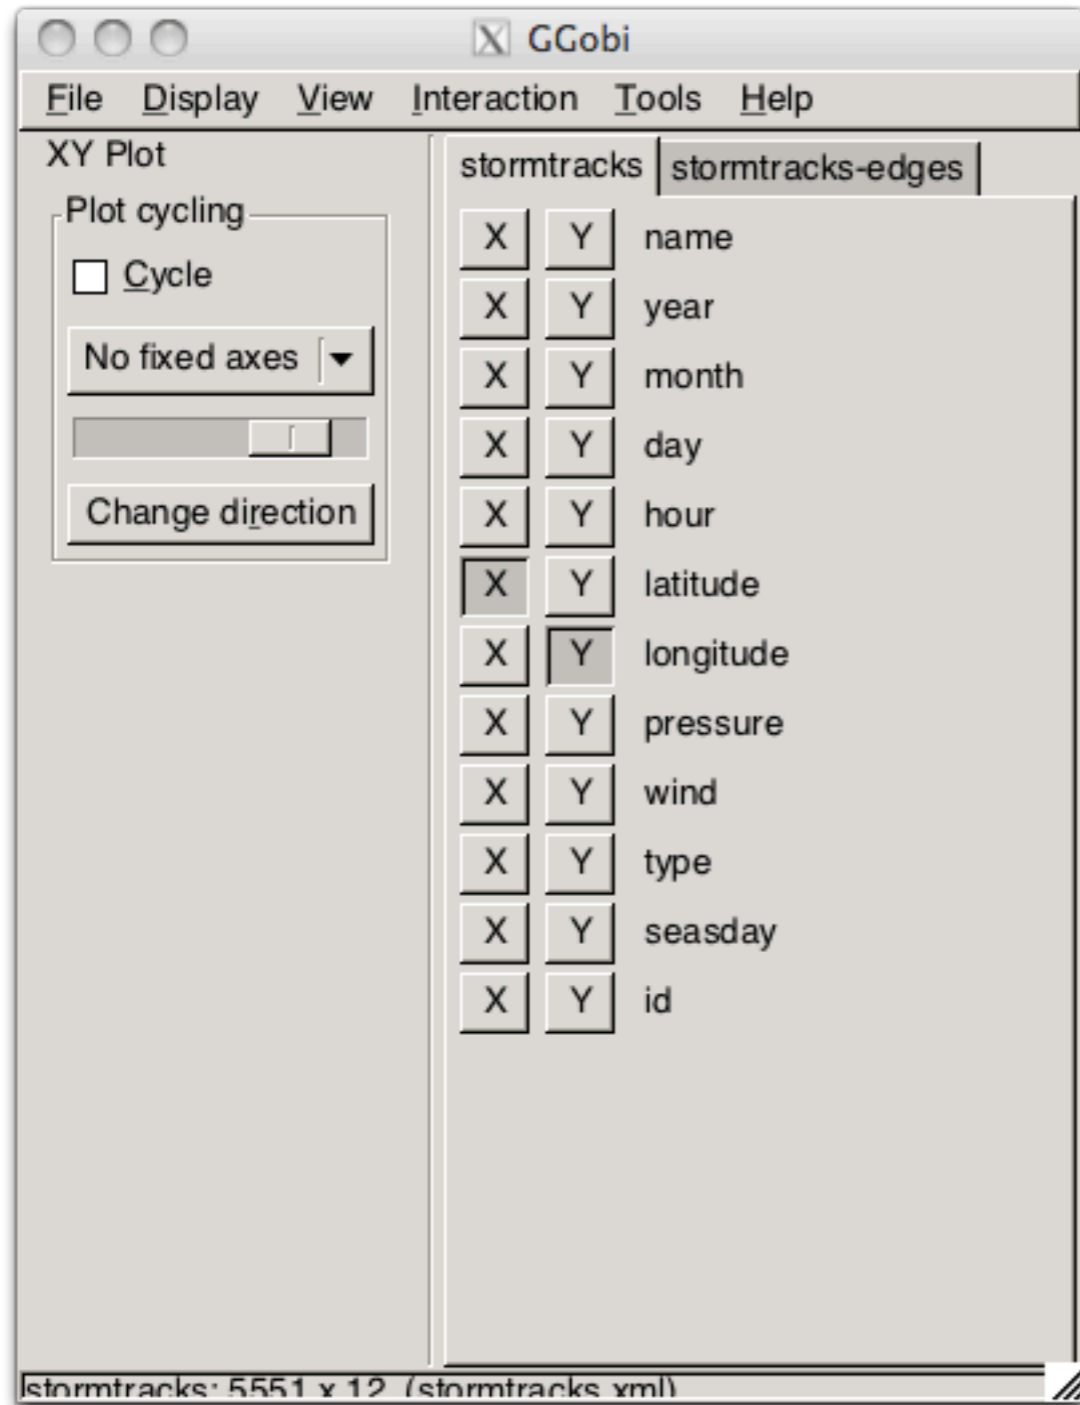 GGobi
File Display View Interaction Tools Help
XY Plot
Plot cycling
Cycle
No fixed axes
Change direction
stormtracks stormtracks-edges
X Y name
X Y year
X Y month
X Y day
X Y hour
X Y latitude
X Y longitude
X Y pressure
X Y wind
X Y type
X Y seasday
X Y id
stormtracks: 5551 x 12 (stormtracks.xml)